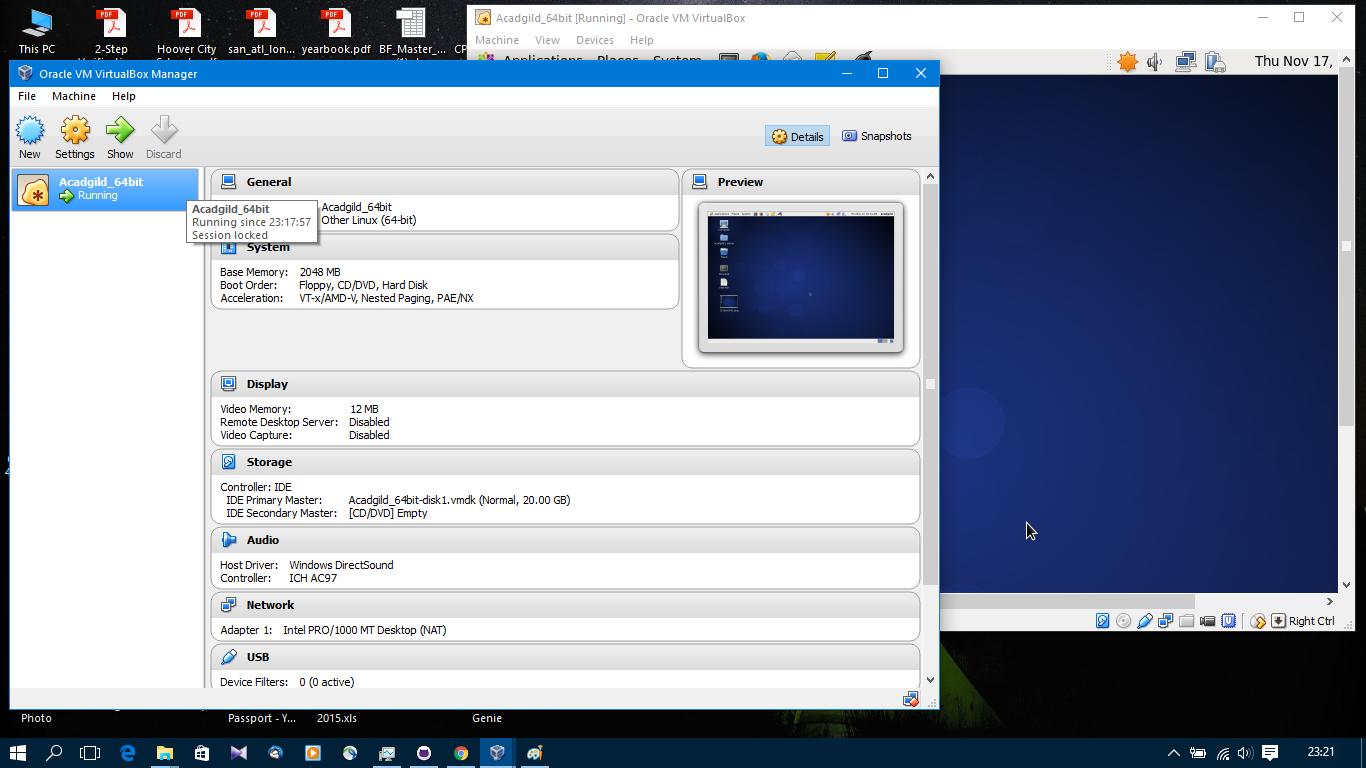 This PC
2-Step
Hoover City
san_atl_lon...
yearbook.pdf
BF_Master_...
Acadgild_64bit [Running] - Oracle VM VirtualBox
Machine View Devices Help
Applications Places System
Thu Nov 17,
Oracle VM VirtualBox Manager
File Machine Help
New
Settings
Show
Discard
Details
Snapshots
Acadgild_64bit
Running
Acadgild_64bit
Running since 23:17:57
Session locked
General
Acadgild_64bit
Other Linux (64-bit)
System
Base Memory: 2048 MB
Boot Order: Floppy, CD/DVD, Hard Disk
Acceleration: VT-x/AMD-V, Nested Paging, PAE/NX
Preview
Display
Video Memory: 12 MB
Remote Desktop Server: Disabled
Video Capture: Disabled
Storage
Controller: IDE
IDE Primary Master: Acadgild_64bit-disk1.vmdk (Normal, 20.00 GB)
IDE Secondary Master: [CD/DVD] Empty
Audio
Host Driver: Windows DirectSound
Controller: ICH AC97
Network
Adapter 1: Intel PRO/1000 MT Desktop (NAT)
USB
Device Filters: 0 (0 active)
Right Ctrl
Photo
Passport - Y...
2015.xls
Genie
23:21